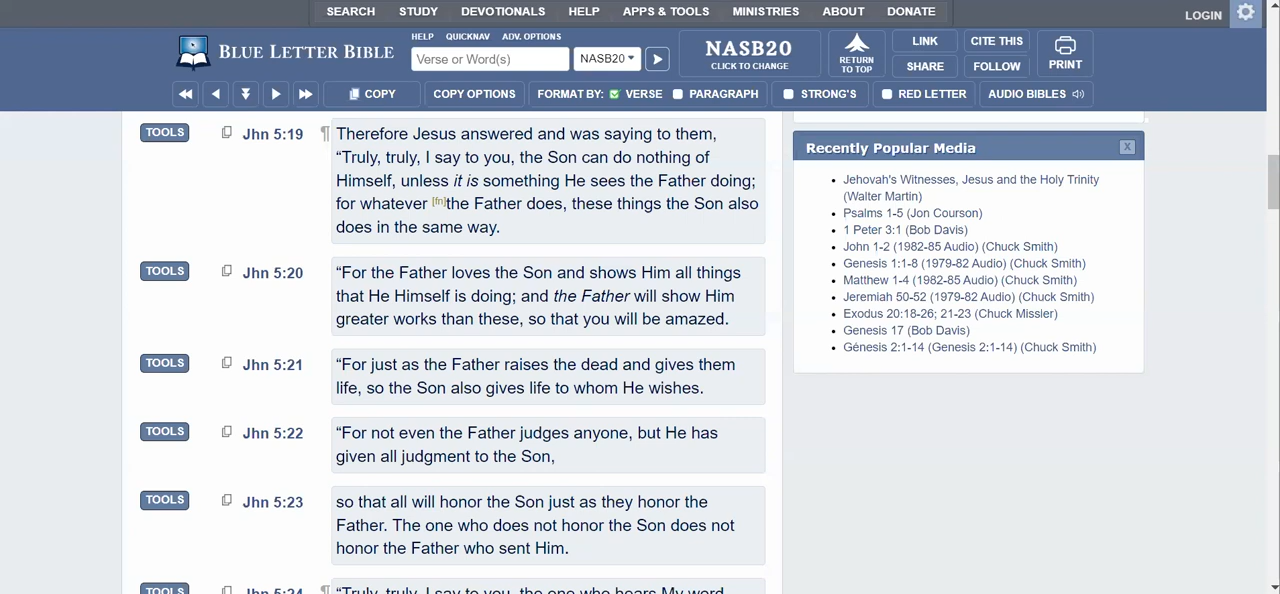 SEARCH STUDY DEVOTIONALS HELP APPS & TOOLS MINISTRIES ABOUT DONATE
LOGIN
BLUE LETTER BIBLE
HELP QUICKNAV ADV. OPTIONS
Verse or Word(s) NASB20
NASB20
CLICK TO CHANGE
RETURN
TO TOP
LINK CITE THIS
SHARE FOLLOW
PRINT
COPY COPY OPTIONS FORMAT BY: VERSE PARAGRAPH STRONG'S RED LETTER AUDIO BIBLES
TOOLS Jhn 5:19 ¶ Therefore Jesus answered and was saying to them,
“Truly, truly, I say to you, the Son can do nothing of
Himself, unless it is something He sees the Father doing;
for whatever [fn]the Father does, these things the Son also
does in the same way.
TOOLS Jhn 5:20 “For the Father loves the Son and shows Him all things
that He Himself is doing; and the Father will show Him
greater works than these, so that you will be amazed.
TOOLS Jhn 5:21 “For just as the Father raises the dead and gives them
life, so the Son also gives life to whom He wishes.
TOOLS Jhn 5:22 “For not even the Father judges anyone, but He has
given all judgment to the Son,
TOOLS Jhn 5:23 so that all will honor the Son just as they honor the
Father. The one who does not honor the Son does not
honor the Father who sent Him.
TOOLS Jhn 5:24 ¶ “Truly, truly, I say to you, the one who hears My word,
Recently Popular Media X
Jehovah's Witnesses, Jesus and the Holy Trinity
(Walter Martin)
Psalms 1-5 (Jon Courson)
1 Peter 3:1 (Bob Davis)
John 1-2 (1982-85 Audio) (Chuck Smith)
Genesis 1:1-8 (1979-82 Audio) (Chuck Smith)
Matthew 1-4 (1982-85 Audio) (Chuck Smith)
Jeremiah 50-52 (1979-82 Audio) (Chuck Smith)
Exodus 20:18-26; 21-23 (Chuck Missler)
Genesis 17 (Bob Davis)
Génesis 2:1-14 (Genesis 2:1-14) (Chuck Smith)